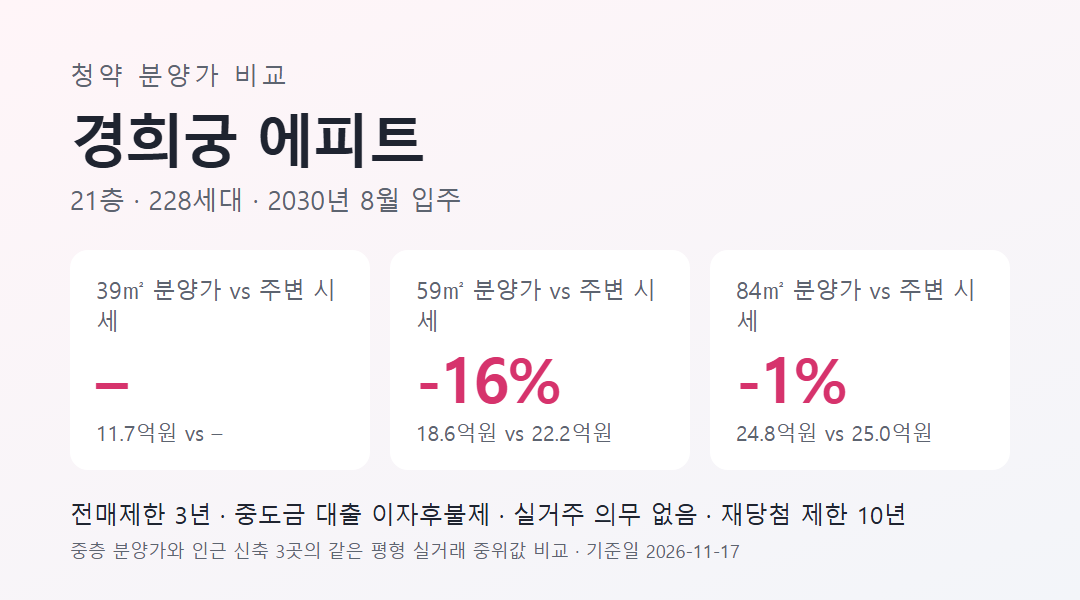 청약 분양가 비교
경희궁 에피트
21층 · 228세대 · 2030년 8월 입주
39㎡ 분양가 vs 주변 시
세
–
11.7억원 vs –
59㎡ 분양가 vs 주변 시
세
-16%
18.6억원 vs 22.2억원
84㎡ 분양가 vs 주변 시
세
-1%
24.8억원 vs 25.0억원
전매제한 3년 · 중도금 대출 이자후불제 · 실거주 의무 없음 · 재당첨 제한 10년
중층 분양가와 인근 신축 3곳의 같은 평형 실거래 중위값 비교 · 기준일 2026-11-17